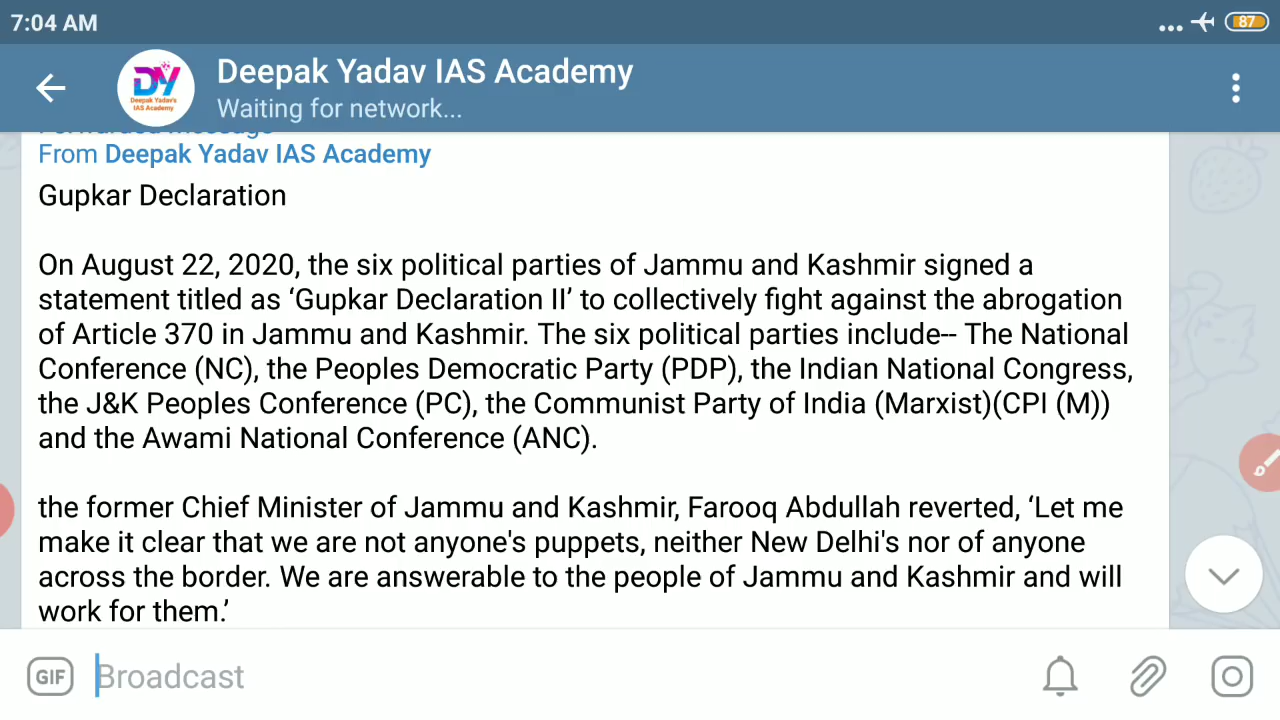 7:04 AM
87
DY
Deepak Yadav's
IAS Academy
Deepak Yadav IAS Academy
Waiting for network...
Forwarded message
From Deepak Yadav IAS Academy
Gupkar Declaration
On August 22, 2020, the six political parties of Jammu and Kashmir signed a
statement titled as ‘Gupkar Declaration II’ to collectively fight against the abrogation
of Article 370 in Jammu and Kashmir. The six political parties include-- The National
Conference (NC), the Peoples Democratic Party (PDP), the Indian National Congress,
the J&K Peoples Conference (PC), the Communist Party of India (Marxist)(CPI (M))
and the Awami National Conference (ANC).
the former Chief Minister of Jammu and Kashmir, Farooq Abdullah reverted, ‘Let me
make it clear that we are not anyone's puppets, neither New Delhi's nor of anyone
across the border. We are answerable to the people of Jammu and Kashmir and will
work for them.’
GIF
Broadcast